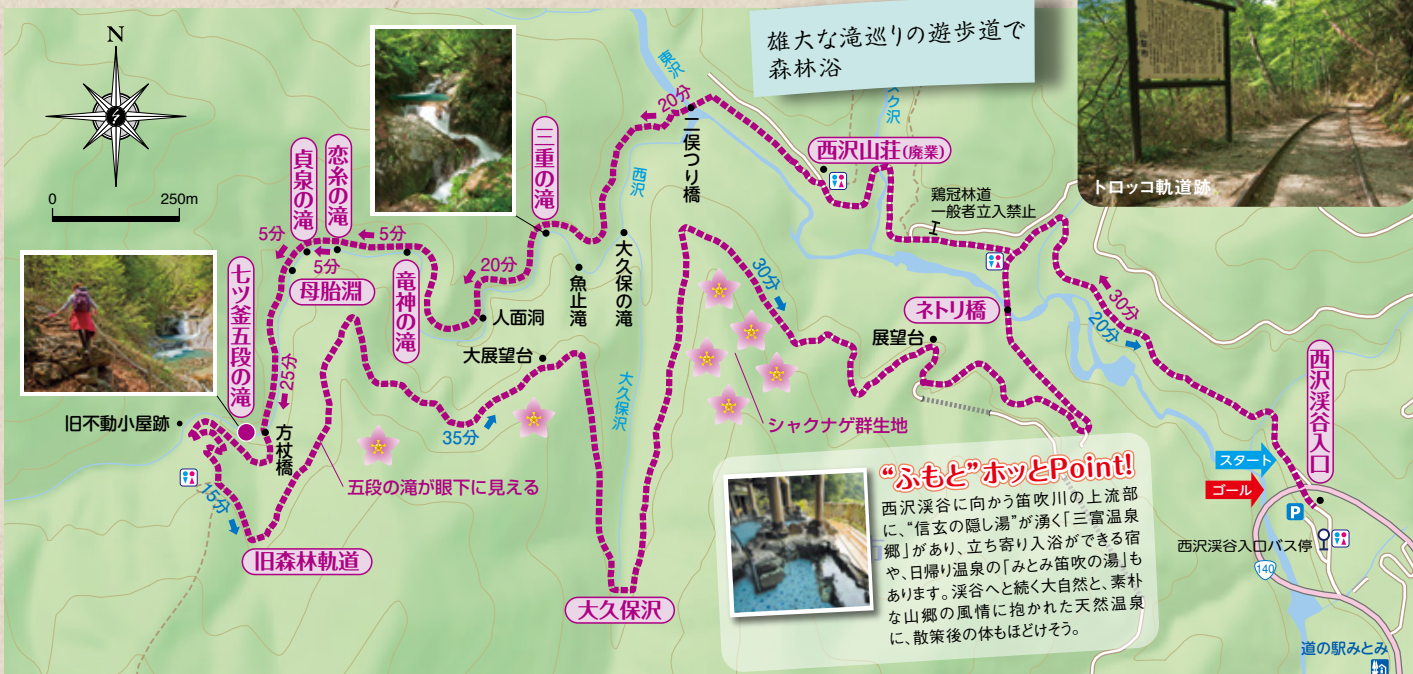 雄大な滝巡りの遊歩道で
森林浴
トロッコ軌道跡
N
0 250m
東沢
20分
二俣つり橋
西沢山荘(廃業)
鶏冠林道
一般者立入禁止
三重の滝
西沢
大久保の滝
魚止滝
20分
人面洞
竜神の滝
5分
恋糸の滝
貞泉の滝
5分
5分
母胎淵
七ツ釜五段の滝
25分
方杖橋
旧不動小屋跡
15分
旧森林軌道
五段の滝が眼下に見える
35分
大展望台
大久保沢
大久保沢
30分
シャクナゲ群生地
展望台
ネトリ橋
30分
20分
西沢渓谷入口
スタート
ゴール
P
西沢渓谷入口バス停
140
道の駅みとみ
“ふもと”ホッとPoint!
西沢渓谷に向かう笛吹川の上流部
に、“信玄の隠し湯”が湧く「三富温泉
郷」があり、立ち寄り入浴ができる宿
や、日帰り温泉の「みとみ笛吹の湯」も
あります。渓谷へと続く大自然と、素朴
な山郷の風情に抱かれた天然温泉
に、散策後の体もほどけそう。